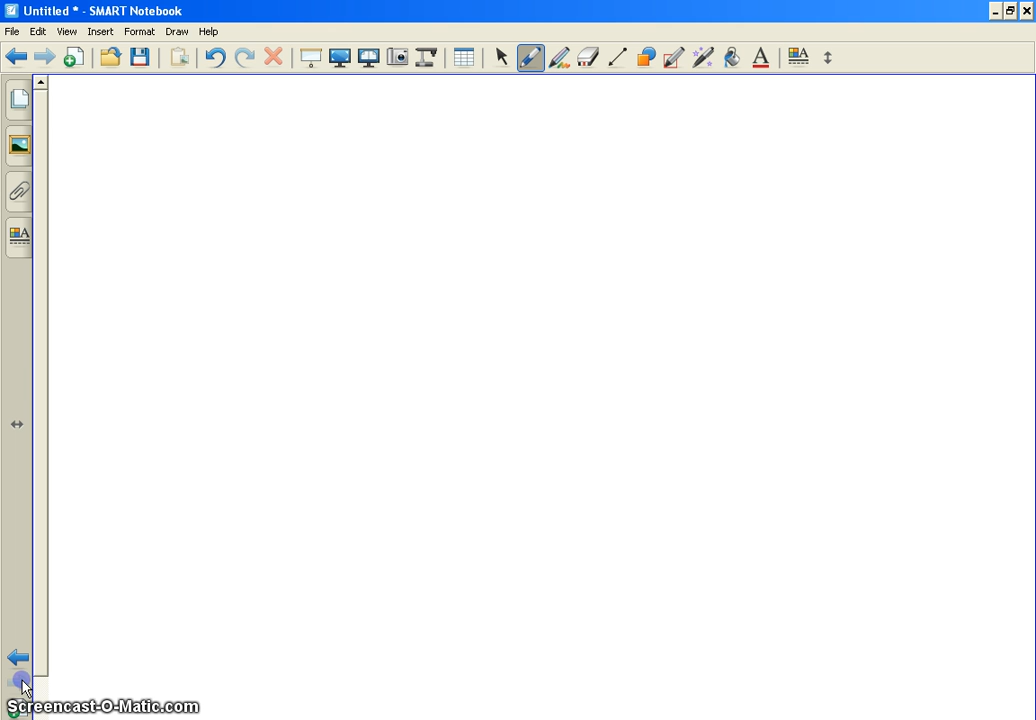 Untitled * - SMART Notebook
File Edit View Insert Format Draw Help
Screencast-O-Matic.com